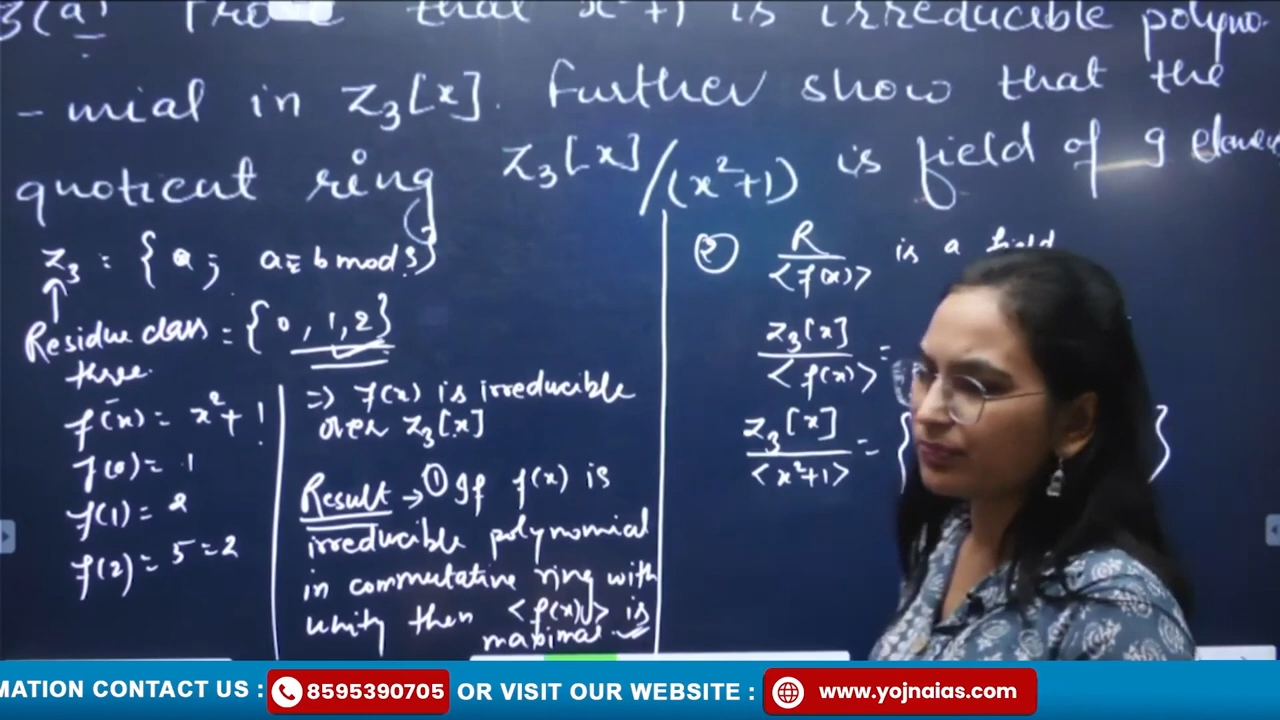 3(a) Prove that x²+1 is irreducible polyno-
-mial in Z₃[x]. Further show that the
quotient ring Z₃[x]/(x²+1) is field of 9
Z₃ : { a ; a ≡ b mod 3}
Residue class = {0, 1, 2}
three.
f(x) = x²+1
f(0) = 1
f(1) = 2
f(2) = 5 = 2
=> f(x) is irreducible
over Z₃[x]
Result → ① If f(x) is
irreducible polynomial
in commutative ring with
unity then <f(x)> is
maximal.
② R/<f(x)> is a field
Z₃[x]/<f(x)> =
Z₃[x]/<x²+1> = { }
MATION CONTACT US : 8595390705 OR VISIT OUR WEBSITE : www.yojnaias.com